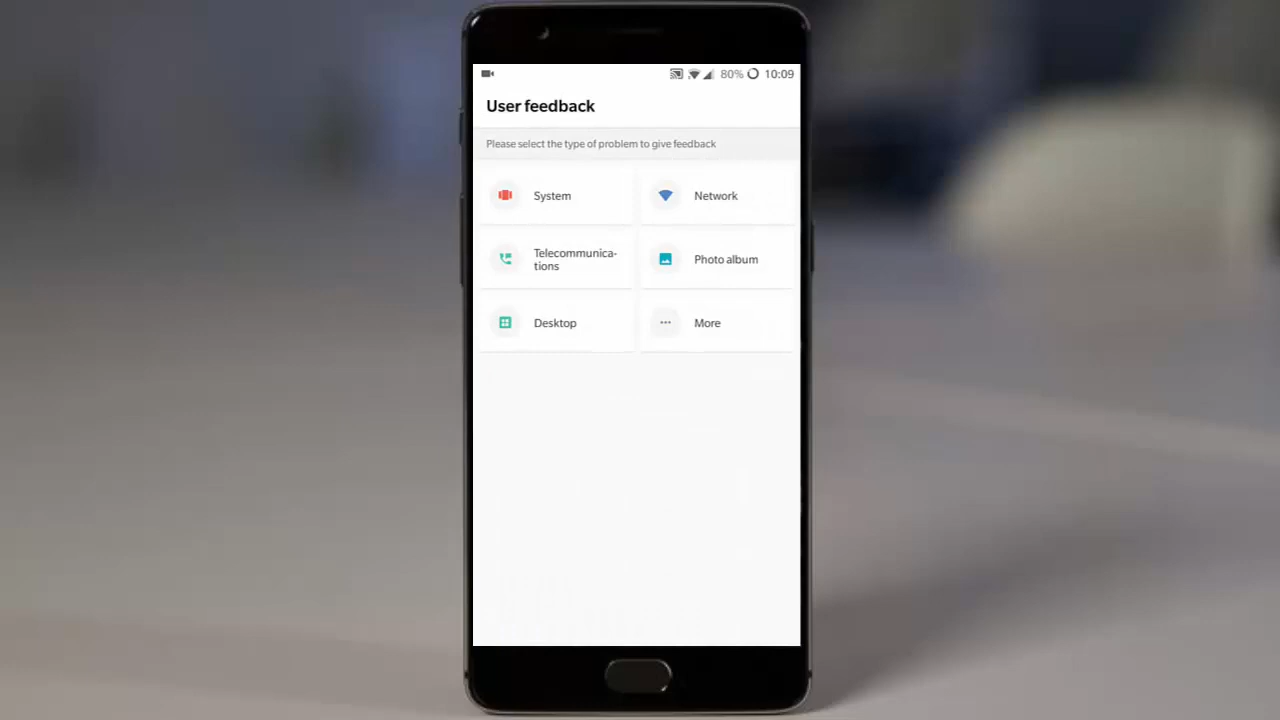 80% 10:09
User feedback
Please select the type of problem to give feedback
System
Network
Telecommunica-
tions
Photo album
Desktop
More